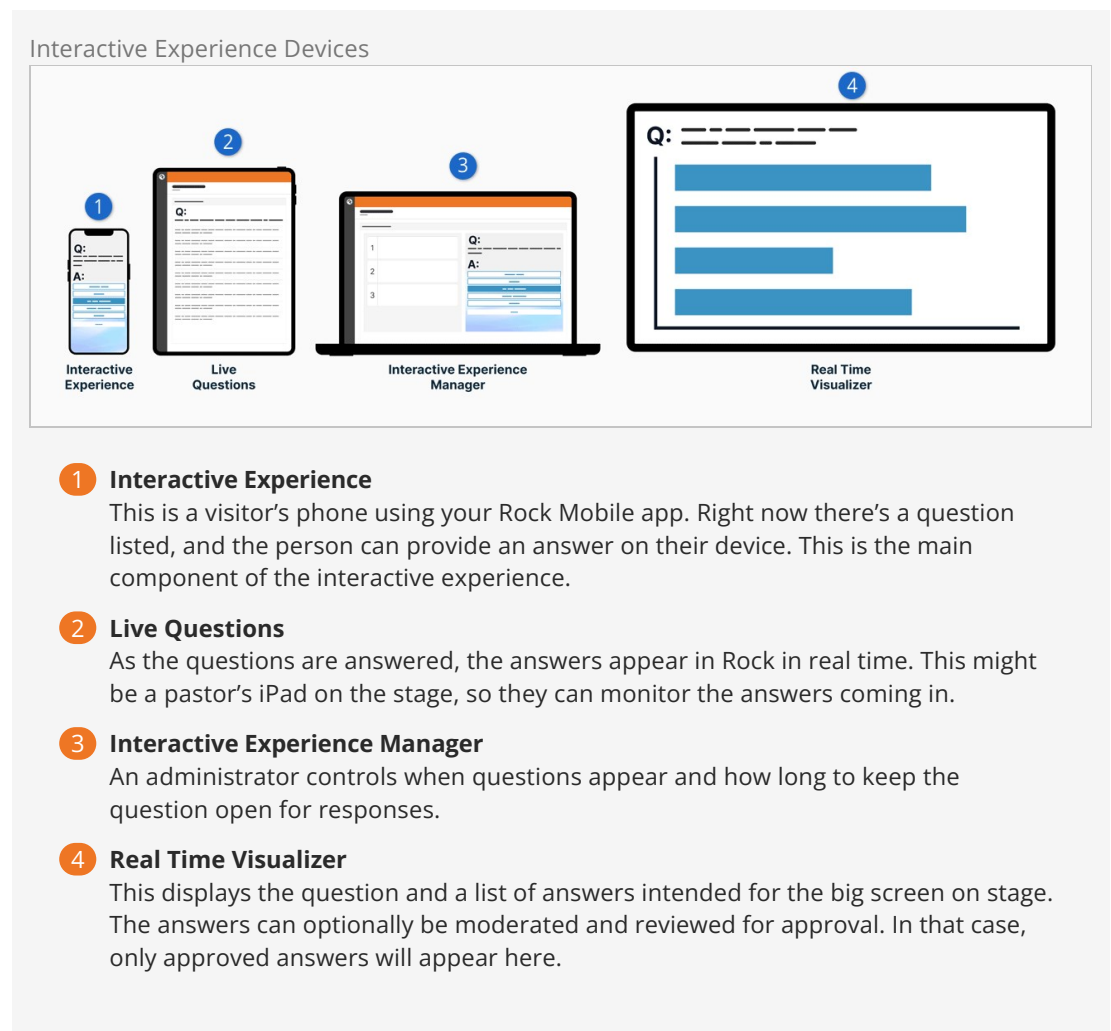 Interactive Experience Devices
4
Q:
2
3
1
Q:
Q:
A:
1
2
3
Q:
A:
Interactive
Experience
Live
Questions
Interactive Experience
Manager
Real Time
Visualizer
1 Interactive Experience
This is a visitor’s phone using your Rock Mobile app. Right now there’s a question
listed, and the person can provide an answer on their device. This is the main
component of the interactive experience.
2 Live Questions
As the questions are answered, the answers appear in Rock in real time. This might
be a pastor’s iPad on the stage, so they can monitor the answers coming in.
3 Interactive Experience Manager
An administrator controls when questions appear and how long to keep the
question open for responses.
4 Real Time Visualizer
This displays the question and a list of answers intended for the big screen on stage.
The answers can optionally be moderated and reviewed for approval. In that case,
only approved answers will appear here.